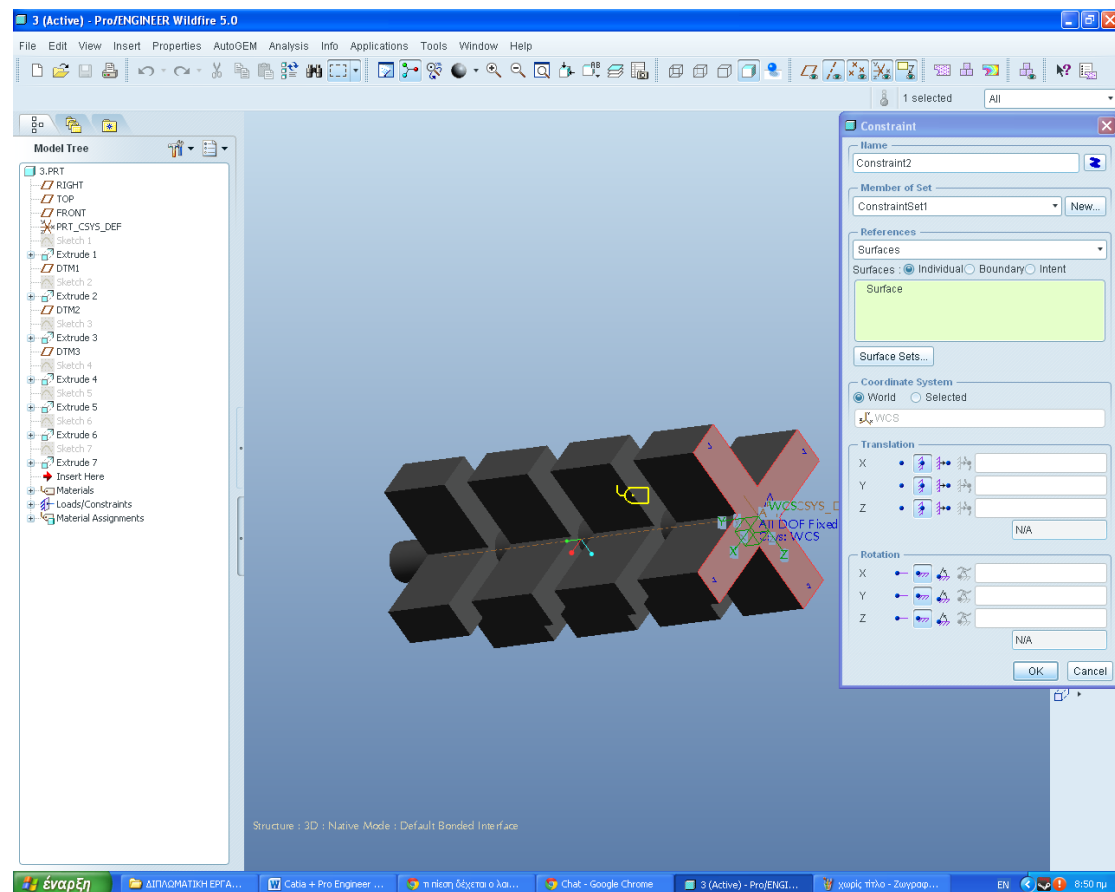 3 (Active) - Pro/ENGINEER Wildfire 5.0
File Edit View Insert Properties AutoGEM Analysis Info Applications Tools Window Help
1 selected All
Model Tree
3.PRT
RIGHT
TOP
FRONT
PRT_CSYS_DEF
Sketch 1
Extrude 1
DTM1
Sketch 2
Extrude 2
DTM2
Sketch 3
Extrude 3
DTM3
Sketch 4
Extrude 4
Sketch 5
Extrude 5
Sketch 6
Extrude 6
Sketch 7
Extrude 7
Insert Here
Materials
Loads/Constraints
Material Assignments
All DOF Fixed
Csys: WCS
X
Y
Z
Structure : 3D : Native Mode : Default Bonded Interface
Constraint
Name
Constraint2
Member of Set
ConstraintSet1 New...
References
Surfaces
Surfaces : Individual Boundary Intent
Surface
Surface Sets...
Coordinate System
World Selected
WCS
Translation
X
Y
Z
N/A
Rotation
X
Y
Z
N/A
OK Cancel
έναρξη ΔΙΠΛΩΜΑΤΙΚΗ ΕΡΓΑ... Catia + Pro Engineer ... τι πίεση δέχεται ο λαι... Chat - Google Chrome 3 (Active) - Pro/ENGI... χωρίς τίτλο - Ζωγραφ... EN 8:50 πμ